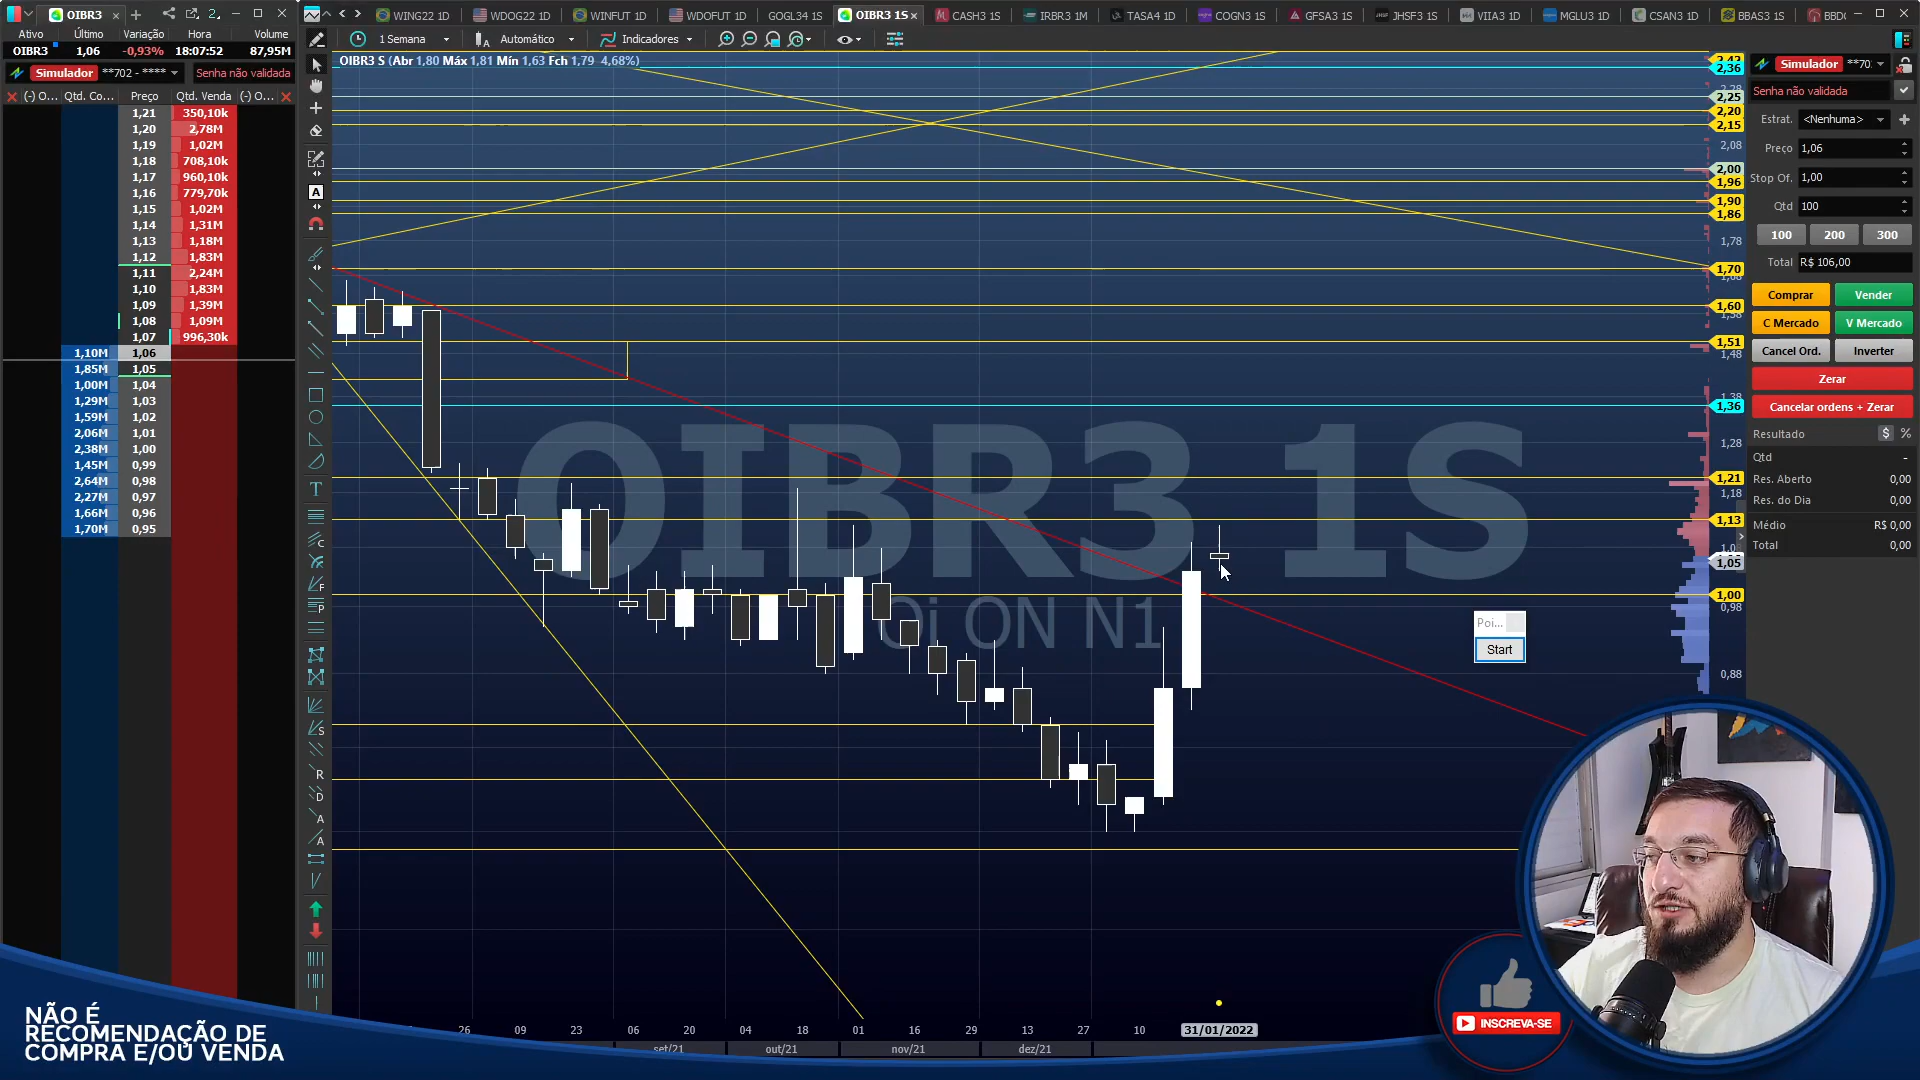 OIBR3
Ativo Último Variação Hora Volume
OIBR3 1,06 -0,93% 18:07:52 87,95M
Simulador **702 - **** Senha não validada
(-) O... Qtd. Co... Preço Qtd. Venda (-) O...
1,21 350,10k
1,20 2,78M
1,19 1,02M
1,18 708,10k
1,17 960,10k
1,16 779,70k
1,15 1,02M
1,14 1,31M
1,13 1,18M
1,12 1,83M
1,11 2,24M
1,10 1,83M
1,09 1,39M
1,08 1,09M
1,07 996,30k
1,10M 1,06
1,85M 1,05
1,00M 1,04
1,29M 1,03
1,59M 1,02
2,06M 1,01
2,38M 1,00
1,45M 0,99
2,64M 0,98
2,27M 0,97
1,66M 0,96
1,70M 0,95
WING22 1D WDOG22 1D WINFUT 1D WDOFUT 1D GOGL34 1S OIBR3 1S CASH3 1S IRBR3 1M TASA4 1D COGN3 1S GFSA3 1S JHSF3 1S VIIA3 1D MGLU3 1D CSAN3 1D BBAS3 1S
1 Semana Automático Indicadores
OIBR3 S (Abr 1,80 Máx 1,81 Mín 1,63 Fch 1,79 -4,68%)
OIBR3 1S
Oi ON N1
2,36
2,25
2,20
2,15
2,08
2,00
1,96
1,90
1,86
1,78
1,70
1,60
1,51
1,48
1,36
1,28
1,21
1,18
1,13
1,05
1,00
0,98
0,88
Poi...
Start
26 09 23 06 20 04 18 01 16 29 13 27 10 31/01/2022
set/21 out/21 nov/21 dez/21
Simulador
Senha não validada
Estrat. <Nenhuma>
Preço 1,06
Stop Of. 1,00
Qtd 100
100 200 300
Total R$ 106,00
Comprar Vender
C Mercado V Mercado
Cancel Ord. Inverter
Zerar
Cancelar ordens + Zerar
Resultado $ %
Qtd -
Res. Aberto 0,00
Res. do Dia 0,00
Médio R$ 0,00
Total 0,00
NÃO É
RECOMENDAÇÃO DE
COMPRA E/OU VENDA
INSCREVA-SE